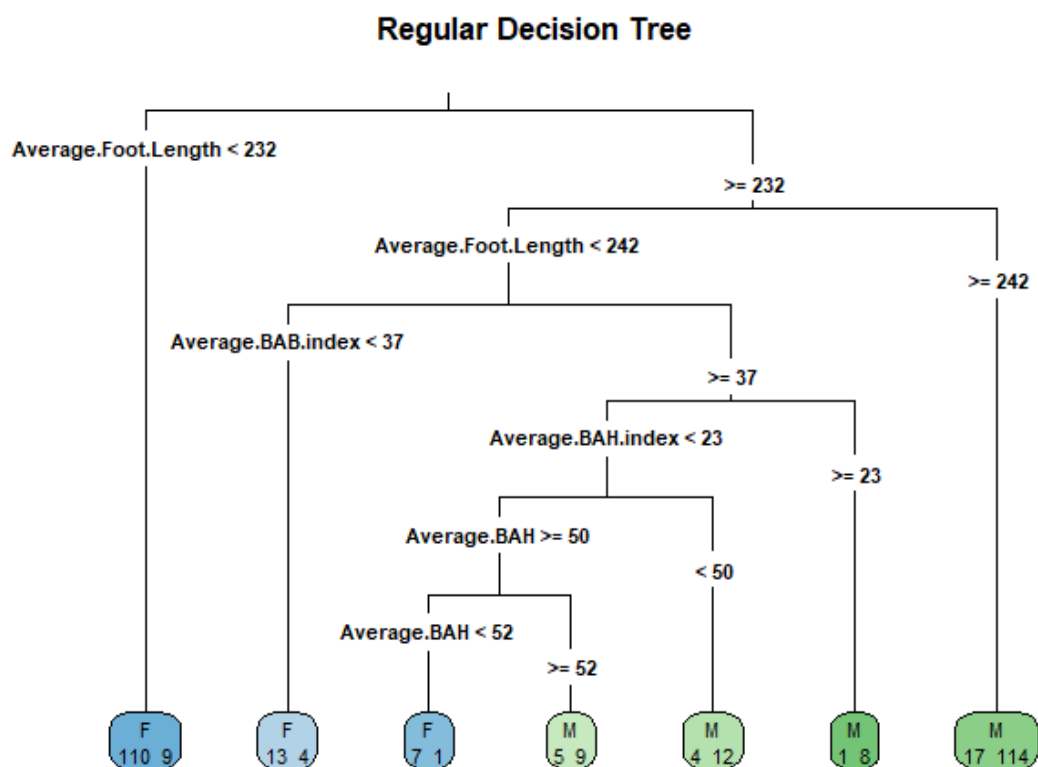 Regular Decision Tree
Average.Foot.Length < 232
>= 232
Average.Foot.Length < 242
>= 242
Average.BAB.index < 37
>= 37
Average.BAH.index < 23
>= 23
Average.BAH >= 50
< 50
Average.BAH < 52
>= 52
F
110 9
F
13 4
F
7 1
M
5 9
M
4 12
M
1 8
M
17 114